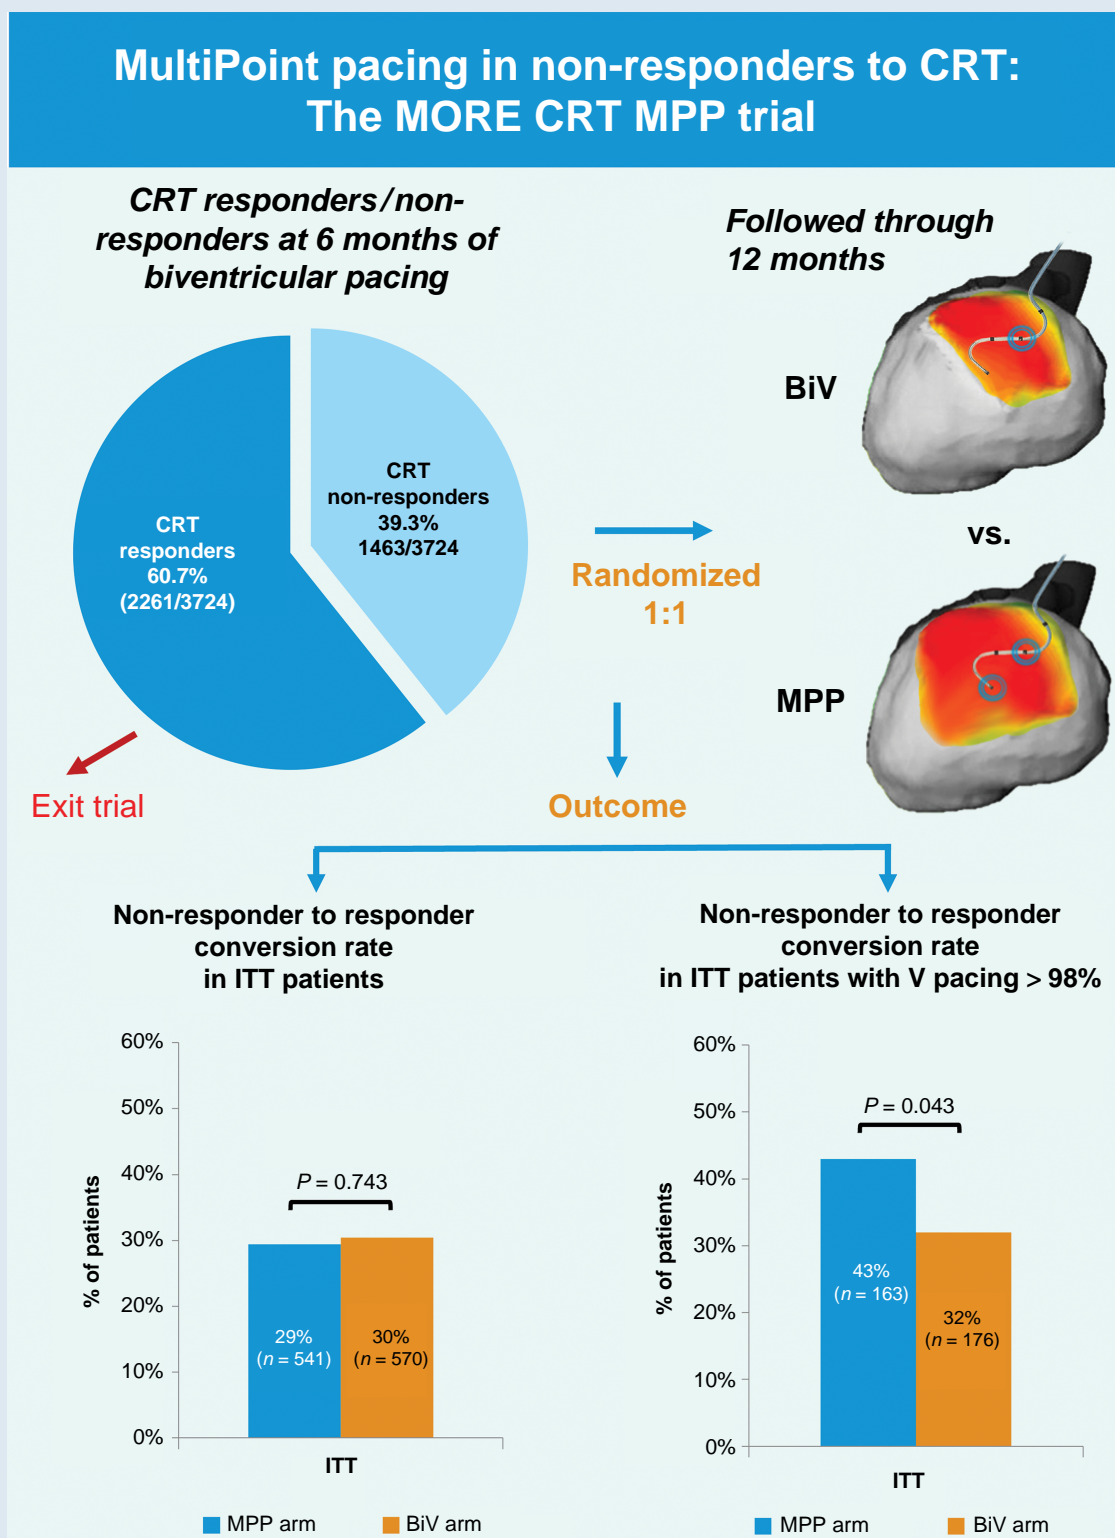 MultiPoint pacing in non-responders to CRT:
The MORE CRT MPP trial
CRT responders/non-
responders at 6 months of
biventricular pacing
Followed through
12 months
CRT
responders
60.7%
(2261/3724)
CRT
non-responders
39.3%
1463/3724
BiV
vs.
MPP
Randomized
1:1
Exit trial
Outcome
Non-responder to responder
conversion rate
in ITT patients
% of patients
60%
50%
40%
30%
20%
10%
0%
P = 0.743
29%
(n = 541)
30%
(n = 570)
ITT
MPP arm
BiV arm
Non-responder to responder
conversion rate
in ITT patients with V pacing > 98%
% of patients
60%
50%
40%
30%
20%
10%
0%
P = 0.043
43%
(n = 163)
32%
(n = 176)
ITT
MPP arm
BiV arm